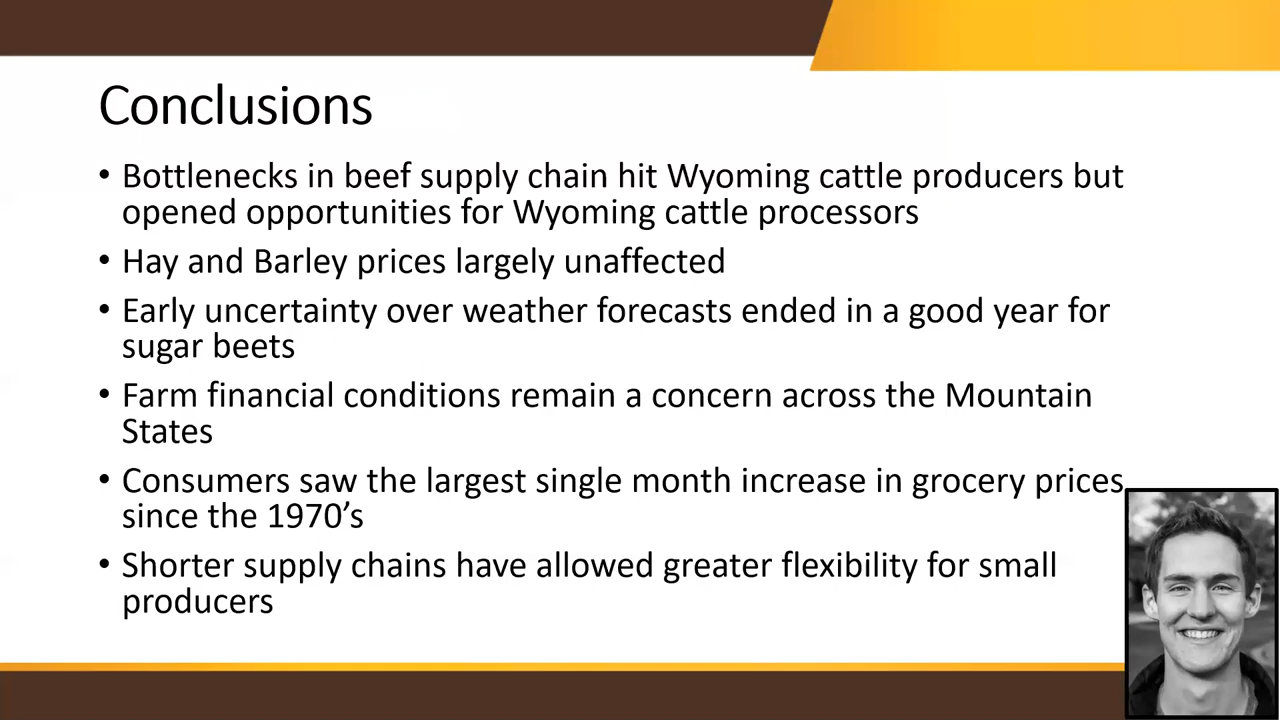 Conclusions
• Bottlenecks in beef supply chain hit Wyoming cattle producers but
opened opportunities for Wyoming cattle processors
• Hay and Barley prices largely unaffected
• Early uncertainty over weather forecasts ended in a good year for
sugar beets
• Farm financial conditions remain a concern across the Mountain
States
• Consumers saw the largest single month increase in grocery prices
since the 1970’s
• Shorter supply chains have allowed greater flexibility for small
producers